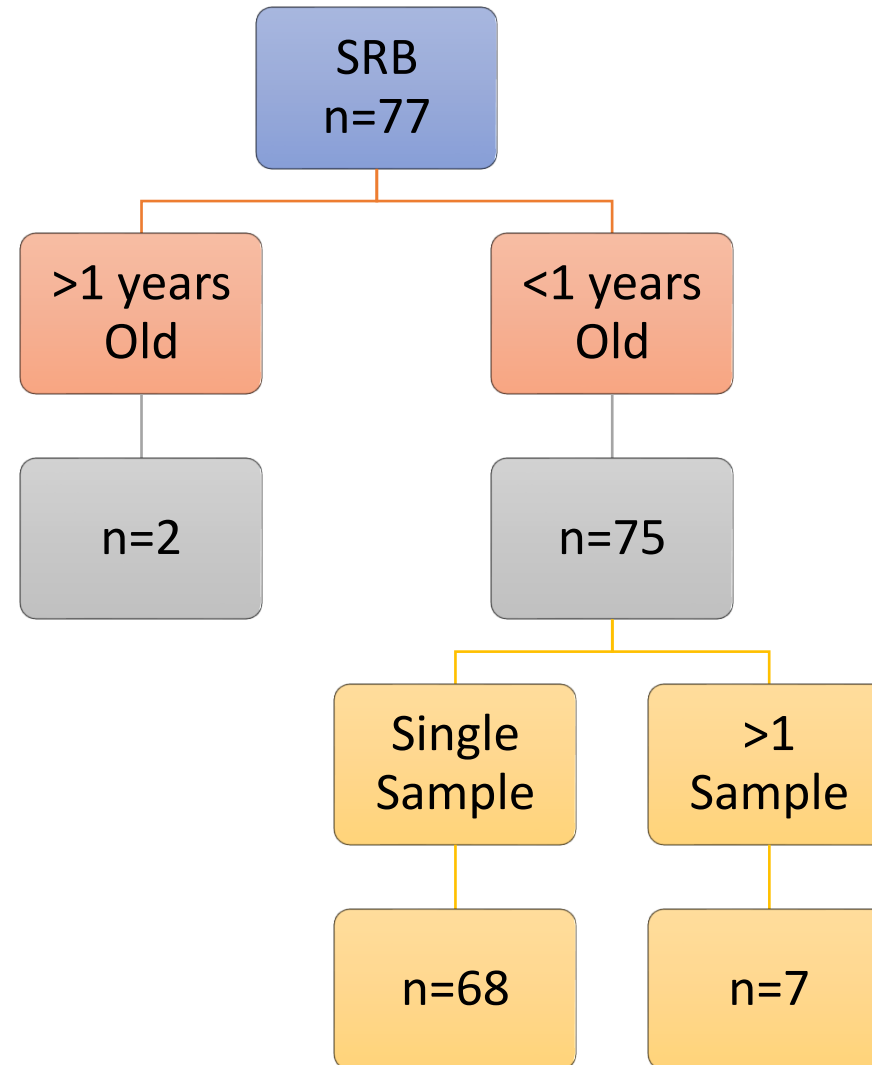 SRB
n=77
>1 years
Old
<1 years
Old
n=2
n=75
Single
Sample
>1
Sample
n=68
n=7